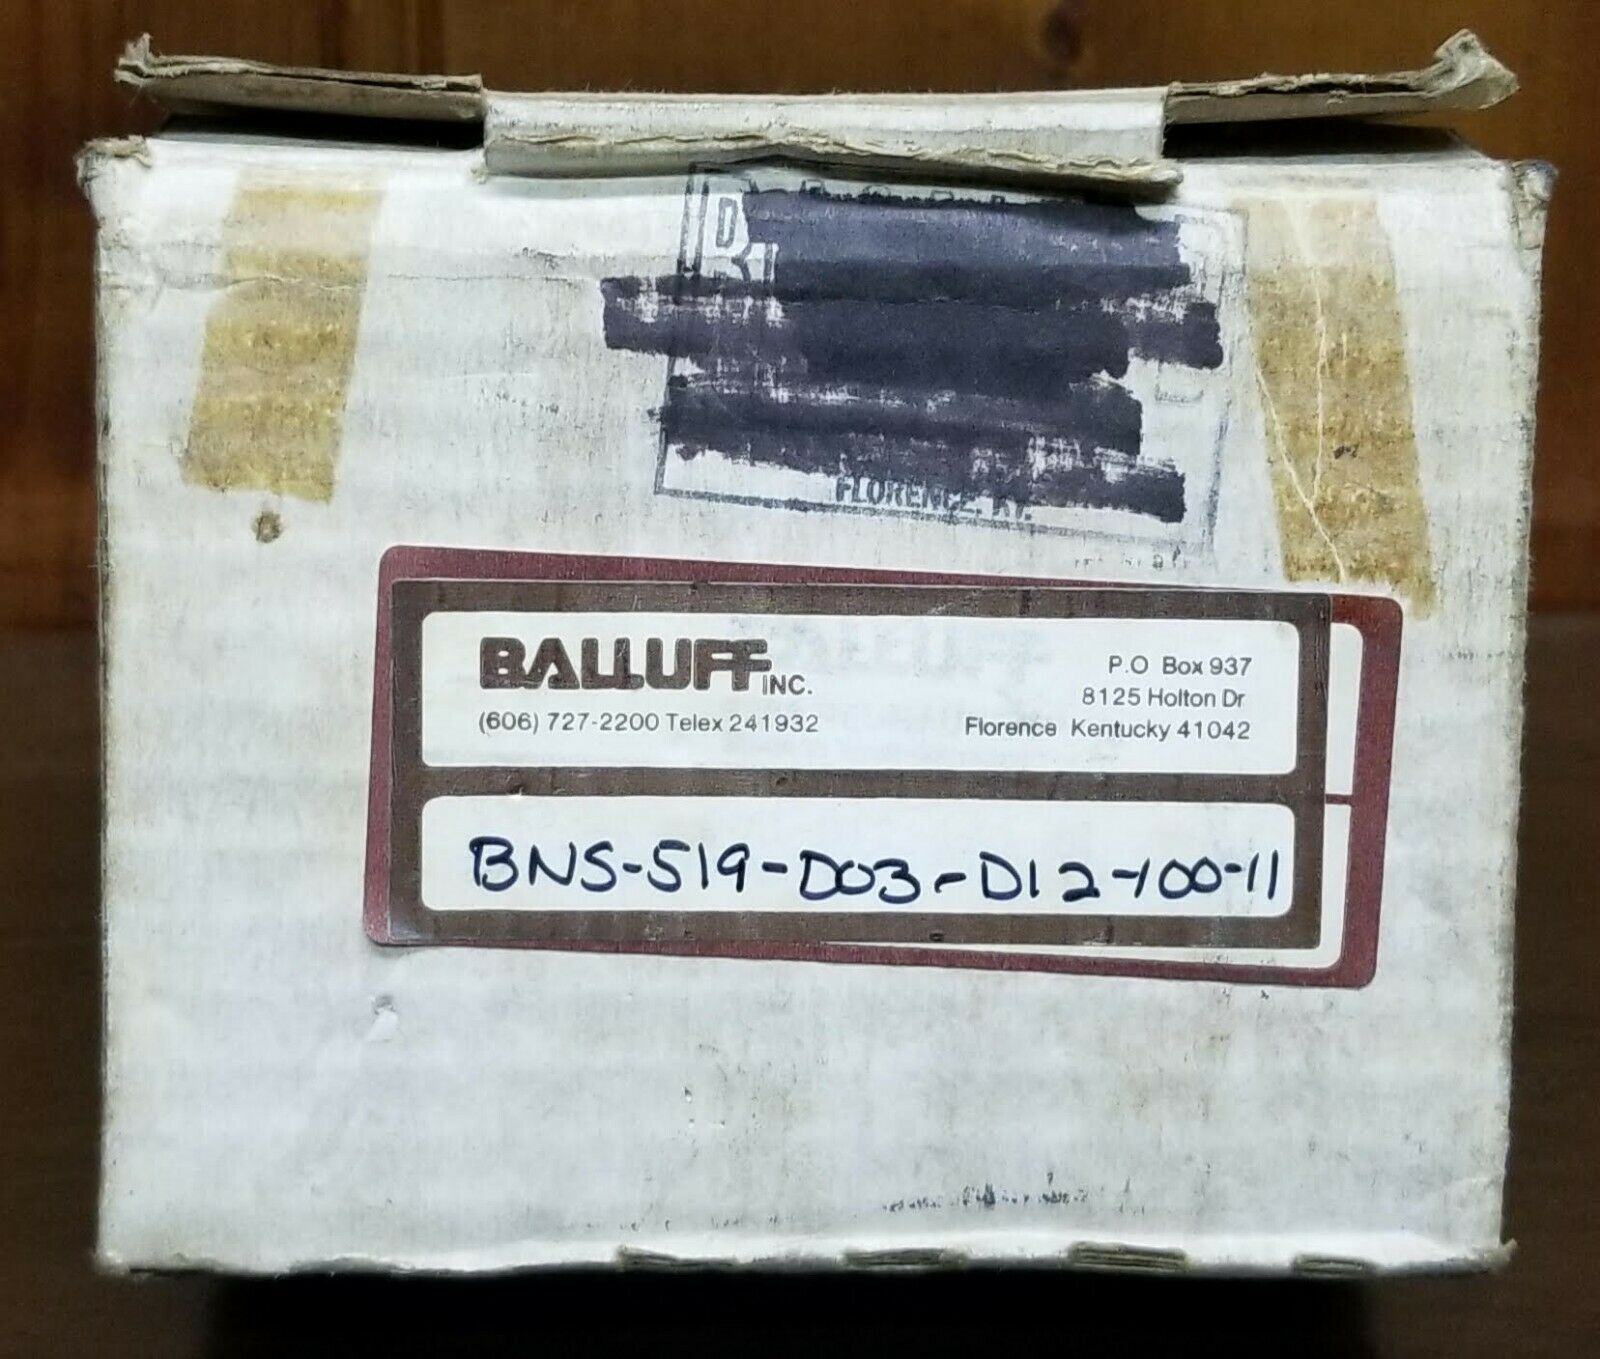 FLORENCE, KY.
BALLUFF INC.
(606) 727-2200 Telex 241932
P.O Box 937
8125 Holton Dr
Florence Kentucky 41042
BNS-519-D03-D12-100-11